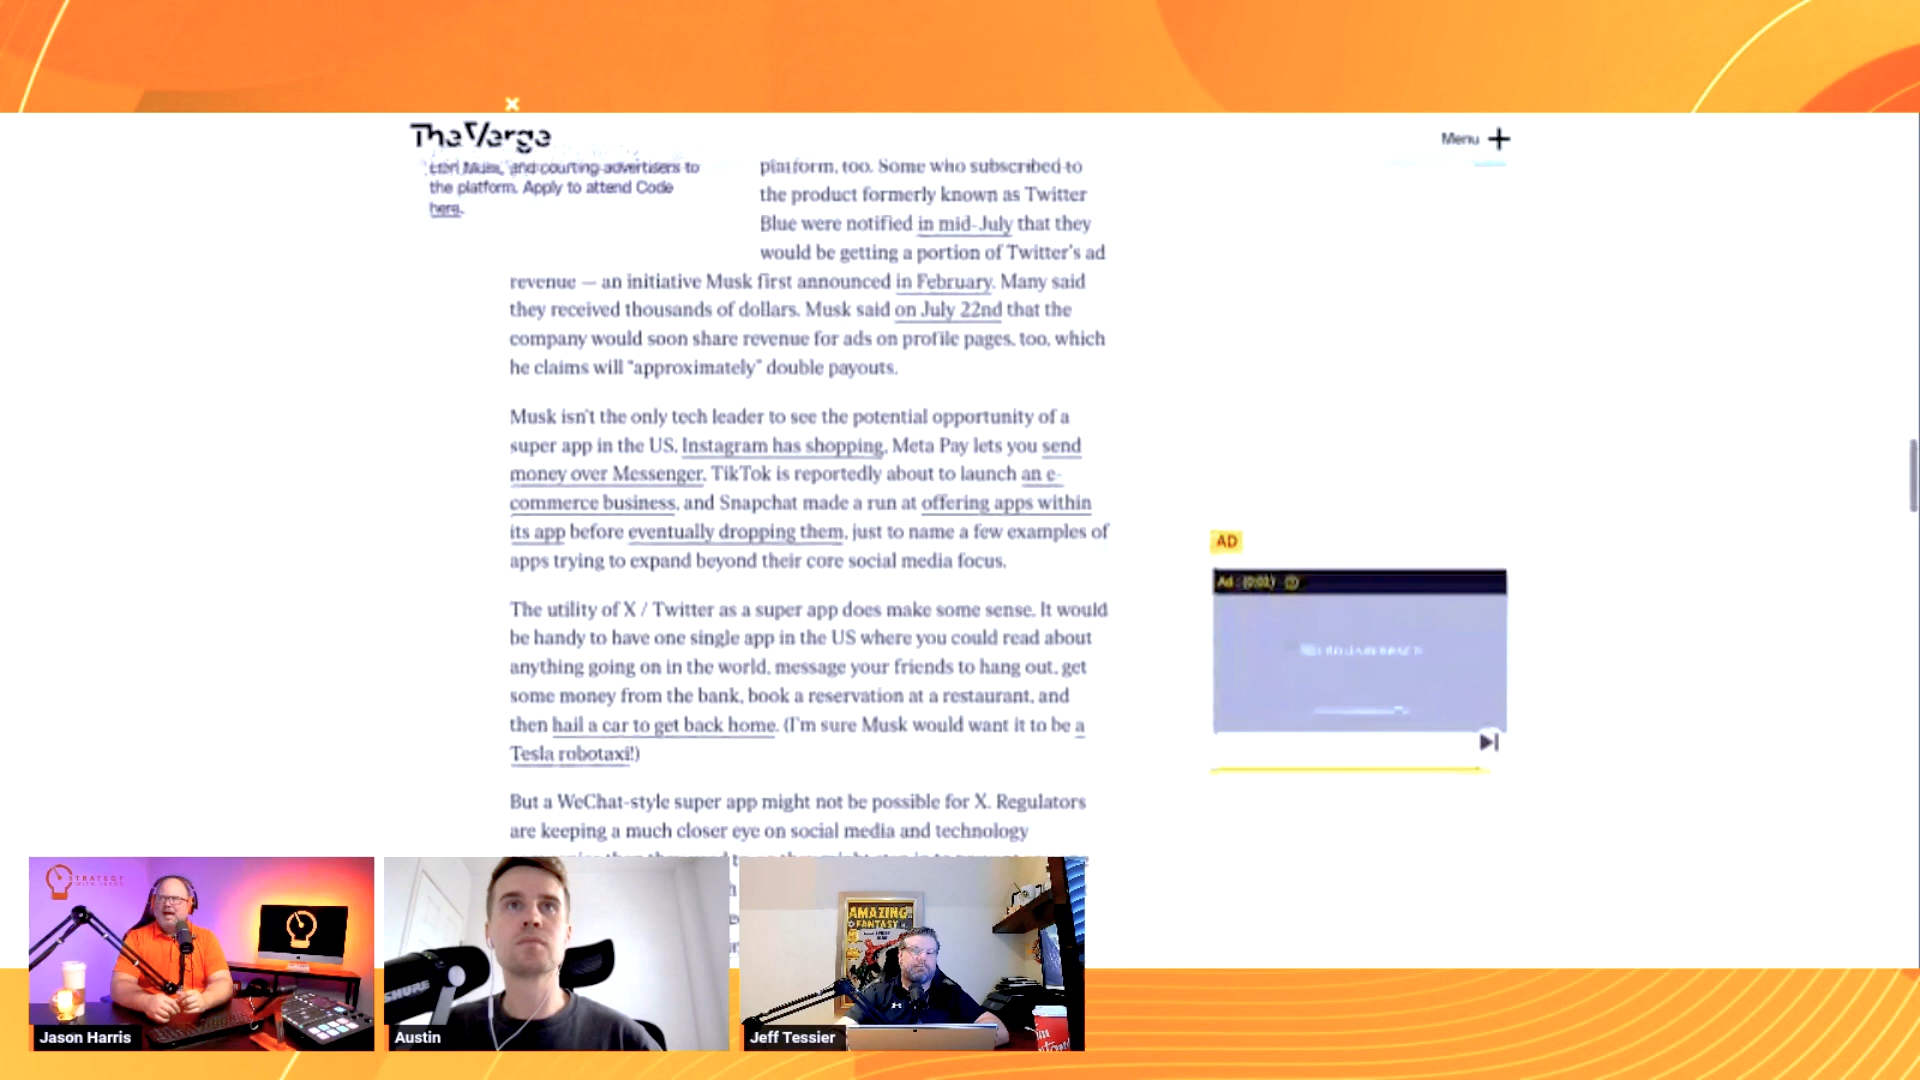 The Verge
Menu
and courting advertisers to
the platform. Apply to attend Code
here.
platform, too. Some who subscribed to
the product formerly known as Twitter
Blue were notified in mid-July that they
would be getting a portion of Twitter's ad
revenue — an initiative Musk first announced in February. Many said
they received thousands of dollars. Musk said on July 22nd that the
company would soon share revenue for ads on profile pages, too, which
he claims will "approximately" double payouts.
Musk isn't the only tech leader to see the potential opportunity of a
super app in the US. Instagram has shopping, Meta Pay lets you send
money over Messenger, TikTok is reportedly about to launch an e-
commerce business, and Snapchat made a run at offering apps within
its app before eventually dropping them, just to name a few examples of
apps trying to expand beyond their core social media focus.
The utility of X / Twitter as a super app does make some sense. It would
be handy to have one single app in the US where you could read about
anything going on in the world, message your friends to hang out, get
some money from the bank, book a reservation at a restaurant, and
then hail a car to get back home. (I'm sure Musk would want it to be a
Tesla robotaxi!)
But a WeChat-style super app might not be possible for X. Regulators
are keeping a much closer eye on social media and technology
AD
Ad
STRATEGY
SHURE
AMAZING
FANTASY
Jason Harris
Austin
Jeff Tessier